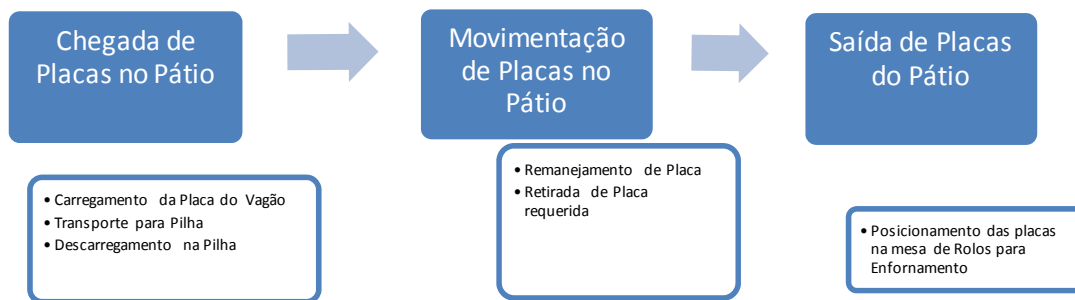 Chegada de
Placas no Pátio
Movimentação
de Placas no
Pátio
Saída de Placas
do Pátio
• Carregamento da Placa do Vagão
• Transporte para Pilha
• Descarregamento na Pilha
• Remanejamento de Placa
• Retirada de Placa
requerida
• Posicionamento das placas
na mesa de Rolos para
Enfornamento